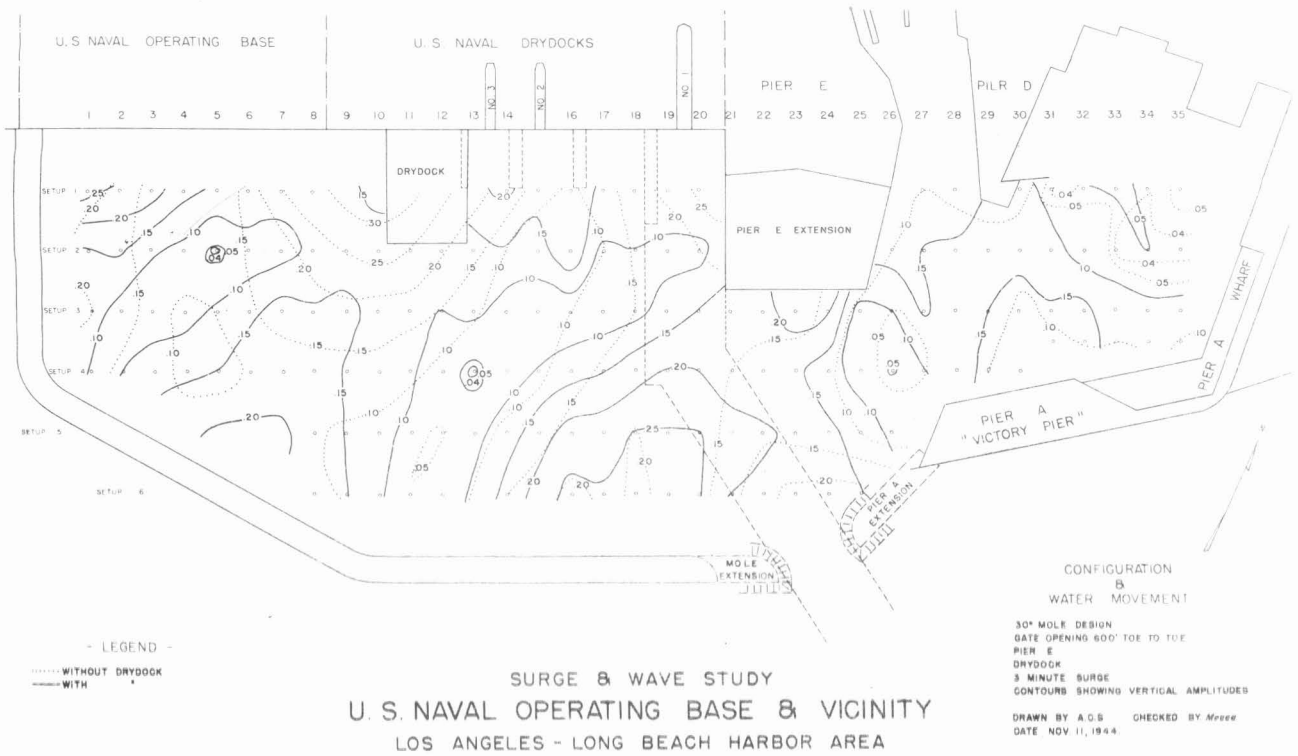 U.S NAVAL OPERATING BASE
U.S. NAVAL DRYDOCKS
NO. 3
NO. 2
NO. 1
PIER E
PILR D
1 2 3 4 5 6 7 8 9 10 11 12 13 14 15 16 17 18 19 20 21 22 23 24 25 26 27 28 29 30 31 32 33 34 35
DRYDOCK
SETUP 1
SETUP 2
SETUP 3
SETUP 4
SETUP 5
SETUP 6
PIER E EXTENSION
PIER A WHARF
PIER A
"VICTORY PIER"
PIER A
EXTENSION
MOLE
EXTENSION
- LEGEND -
WITHOUT DRYDOCK
WITH "
SURGE & WAVE STUDY
U. S. NAVAL OPERATING BASE & VICINITY
LOS ANGELES - LONG BEACH HARBOR AREA
CONFIGURATION
&
WATER MOVEMENT
30° MOLE DESIGN
GATE OPENING 600' TOE TO TOE
PIER E
DRYDOCK
3 MINUTE SURGE
CONTOURS SHOWING VERTICAL AMPLITUDES
DRAWN BY A.O.S CHECKED BY
DATE NOV 11, 1944.